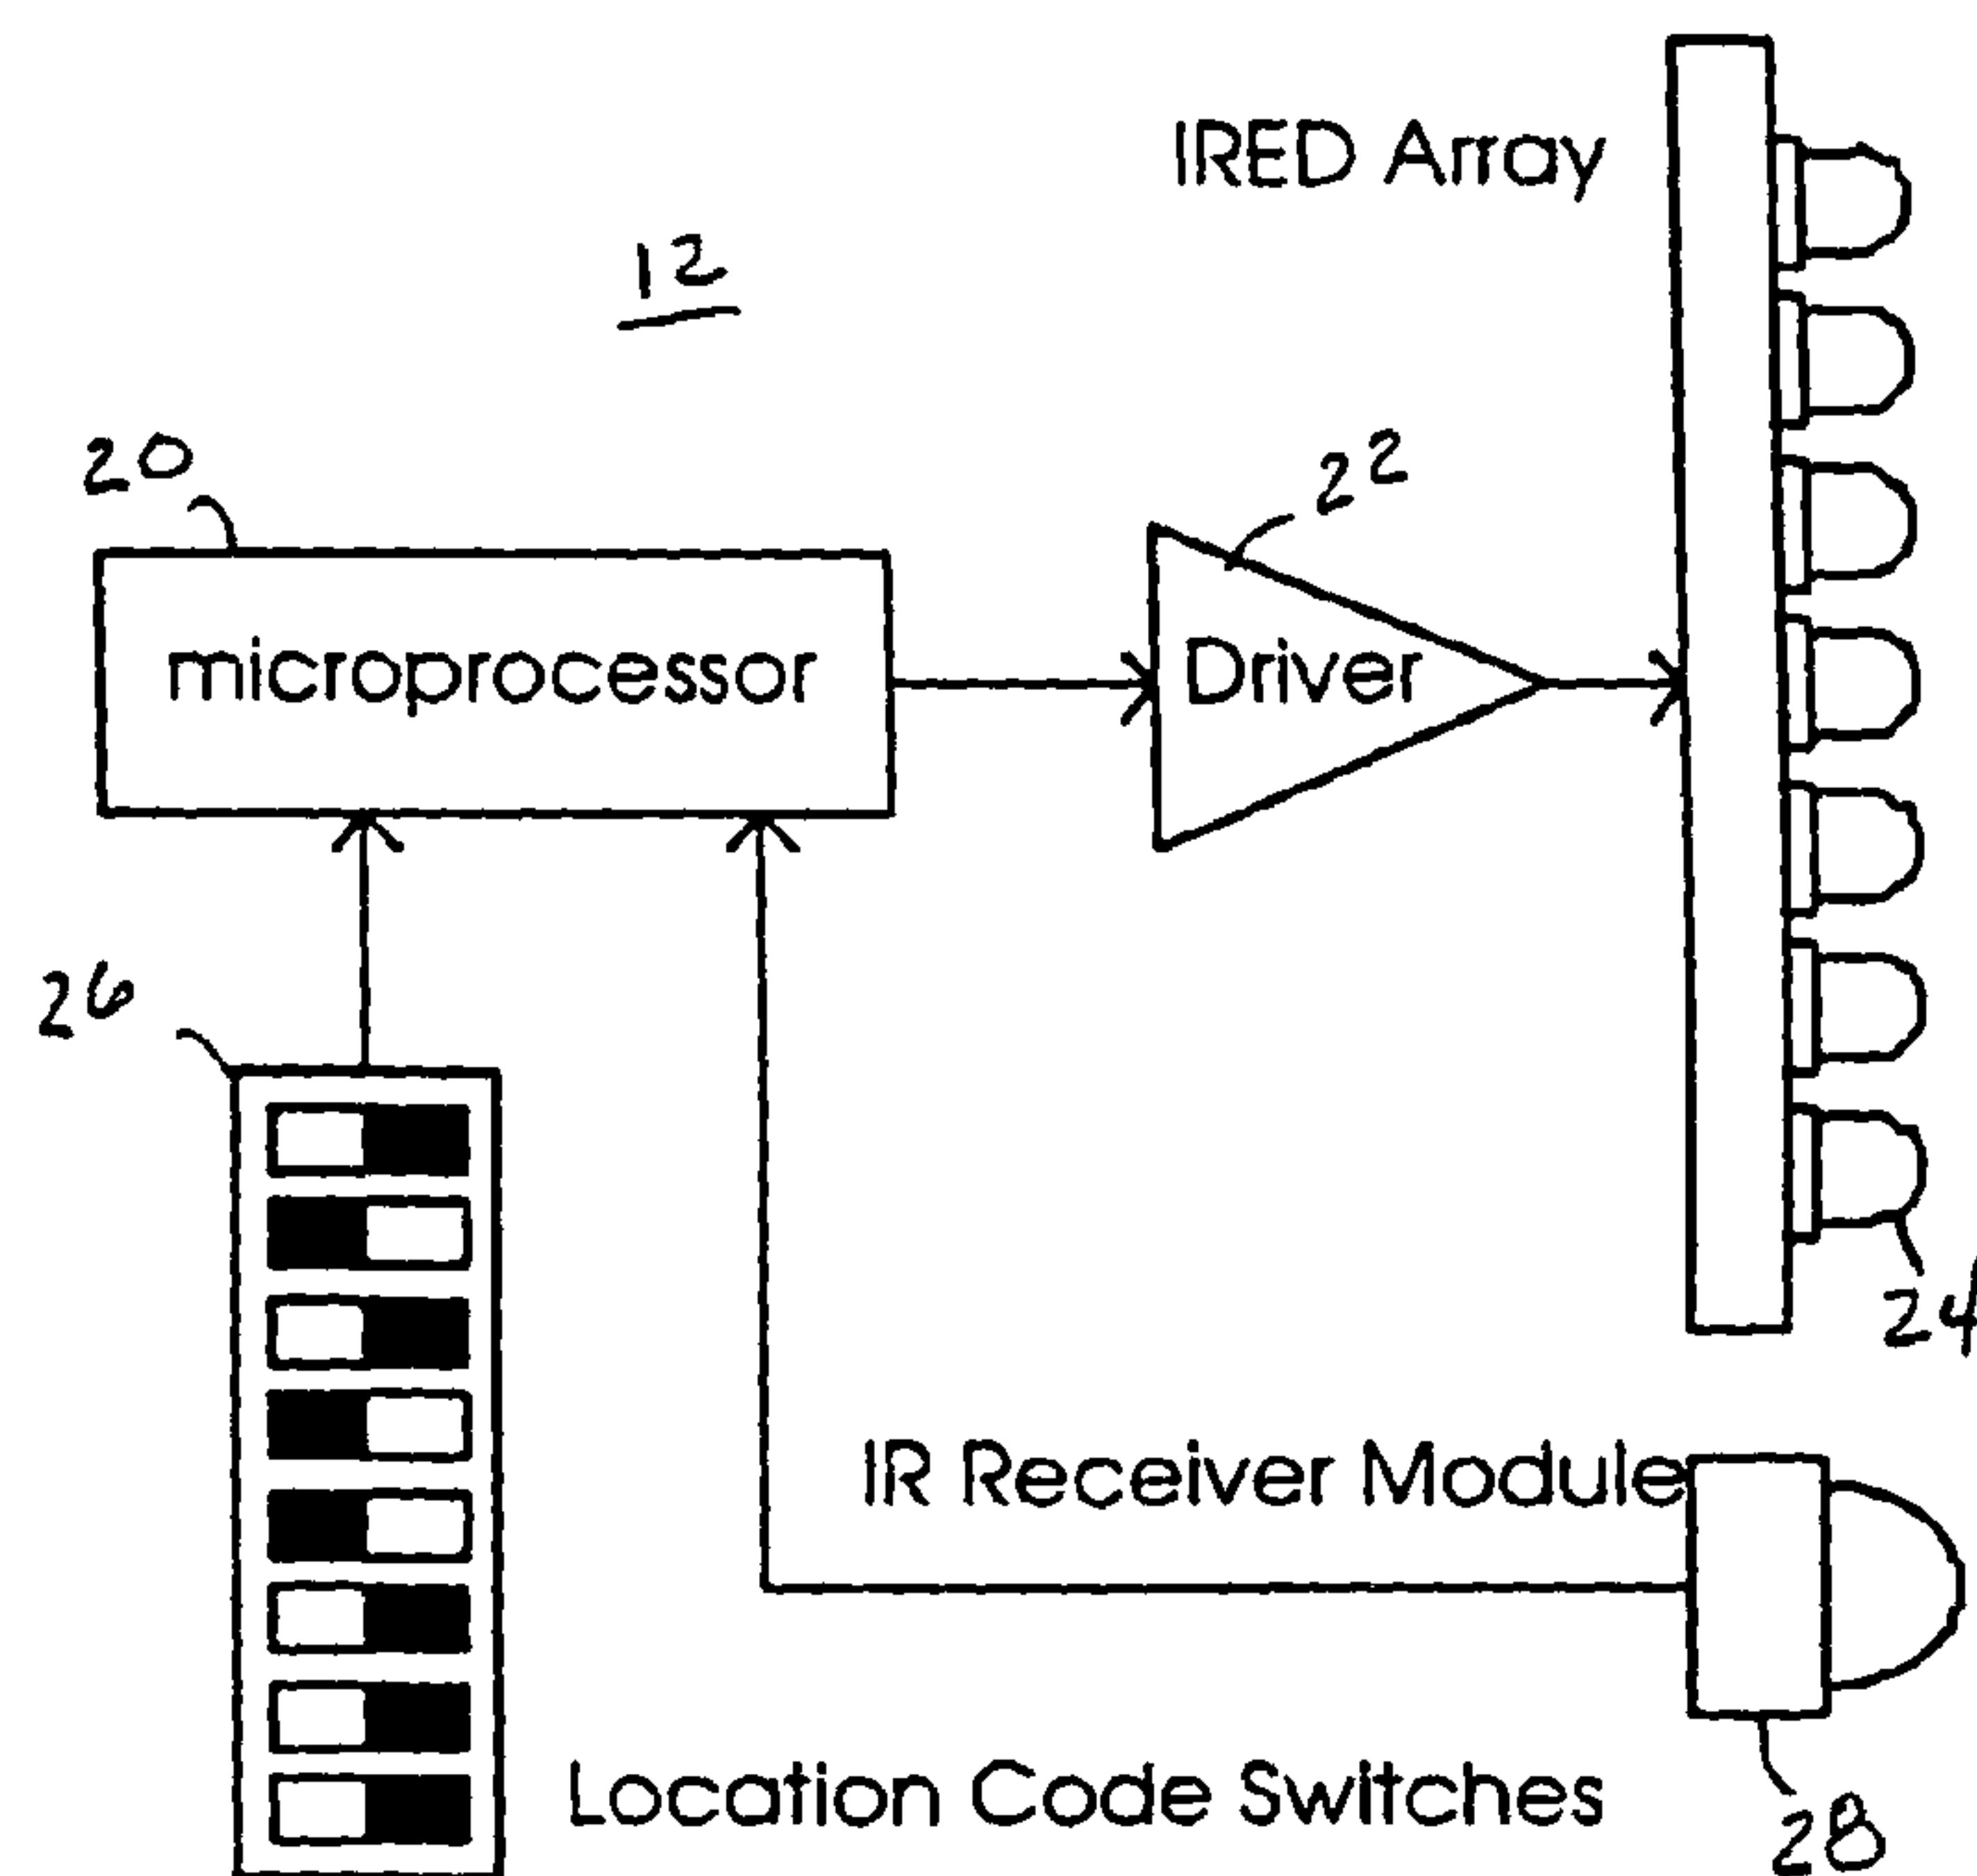 IRED Array
12
20
22
microprocessor
Driver
26
24
IR Receiver Module
Location Code Switches
28